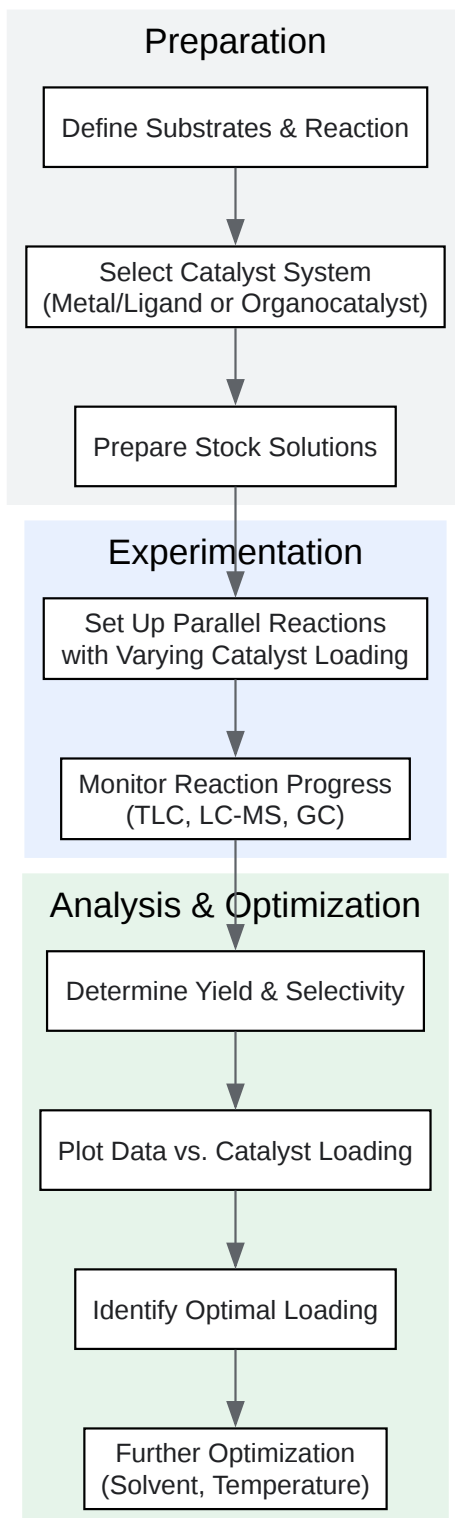 Preparation
Define Substrates & Reaction
Select Catalyst System
(Metal/Ligand or Organocatalyst)
Prepare Stock Solutions
Experimentation
Set Up Parallel Reactions
with Varying Catalyst Loading
Monitor Reaction Progress
(TLC, LC-MS, GC)
Analysis & Optimization
Determine Yield & Selectivity
Plot Data vs. Catalyst Loading
Identify Optimal Loading
Further Optimization
(Solvent, Temperature)